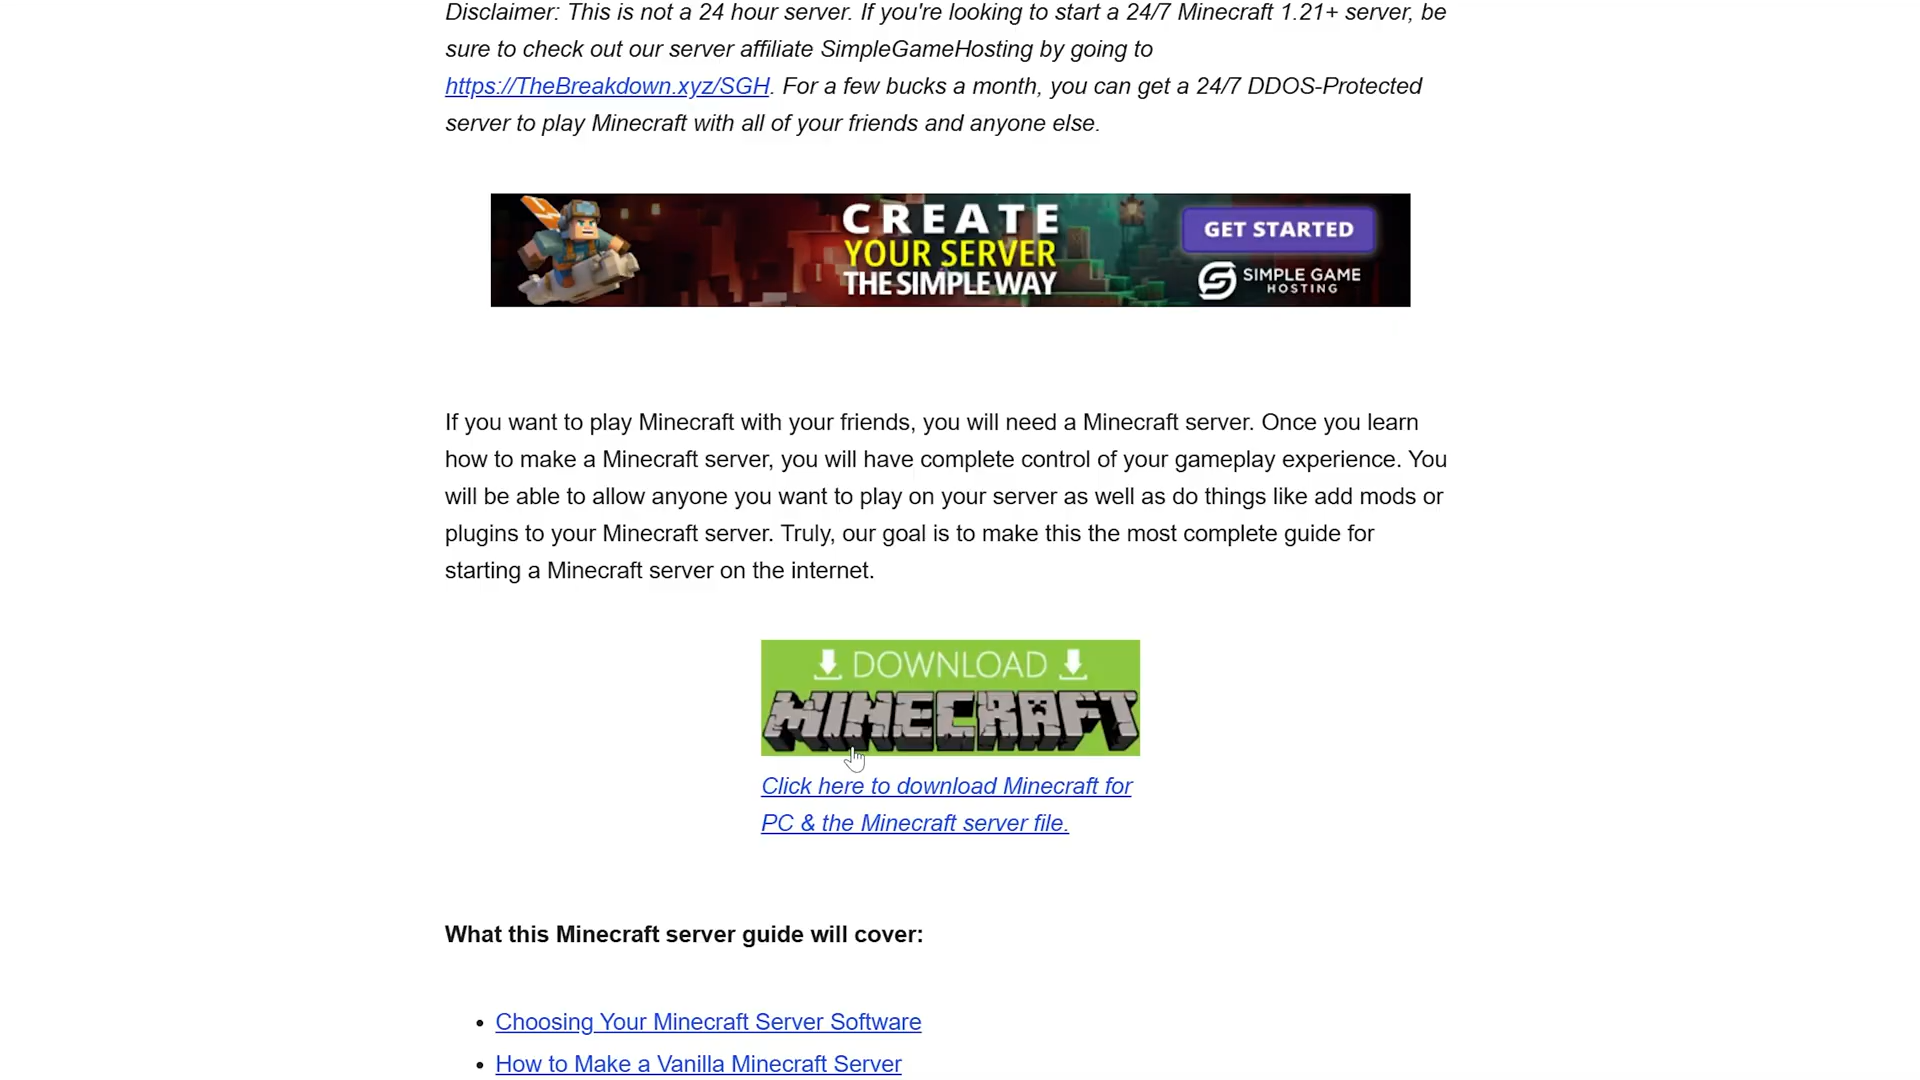 Disclaimer: This is not a 24 hour server. If you're looking to start a 24/7 Minecraft 1.21+ server, be
sure to check out our server affiliate SimpleGameHosting by going to
https://TheBreakdown.xyz/SGH. For a few bucks a month, you can get a 24/7 DDOS-Protected
server to play Minecraft with all of your friends and anyone else.
CREATE
YOUR SERVER
THE SIMPLE WAY
GET STARTED
SIMPLE GAME
HOSTING
If you want to play Minecraft with your friends, you will need a Minecraft server. Once you learn
how to make a Minecraft server, you will have complete control of your gameplay experience. You
will be able to allow anyone you want to play on your server as well as do things like add mods or
plugins to your Minecraft server. Truly, our goal is to make this the most complete guide for
starting a Minecraft server on the internet.
DOWNLOAD
MINECRAFT
Click here to download Minecraft for
PC & the Minecraft server file.
What this Minecraft server guide will cover:
• Choosing Your Minecraft Server Software
• How to Make a Vanilla Minecraft Server